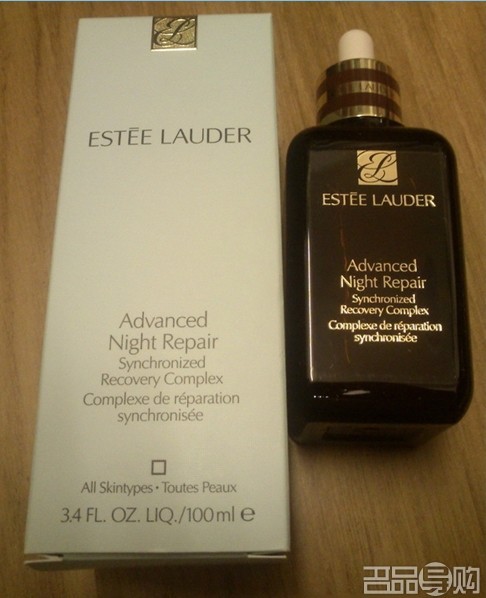 ESTĒE LAUDER
Advanced
Night Repair
Synchronized
Recovery Complex
Complexe de réparation
synchronisée
All Skintypes • Toutes Peaux
3.4 FL. OZ. LIQ./100ml ℮
ESTĒE LAUDER
Advanced
Night Repair
Synchronized
Recovery Complex
Complexe de réparation
synchronisée
名品导购